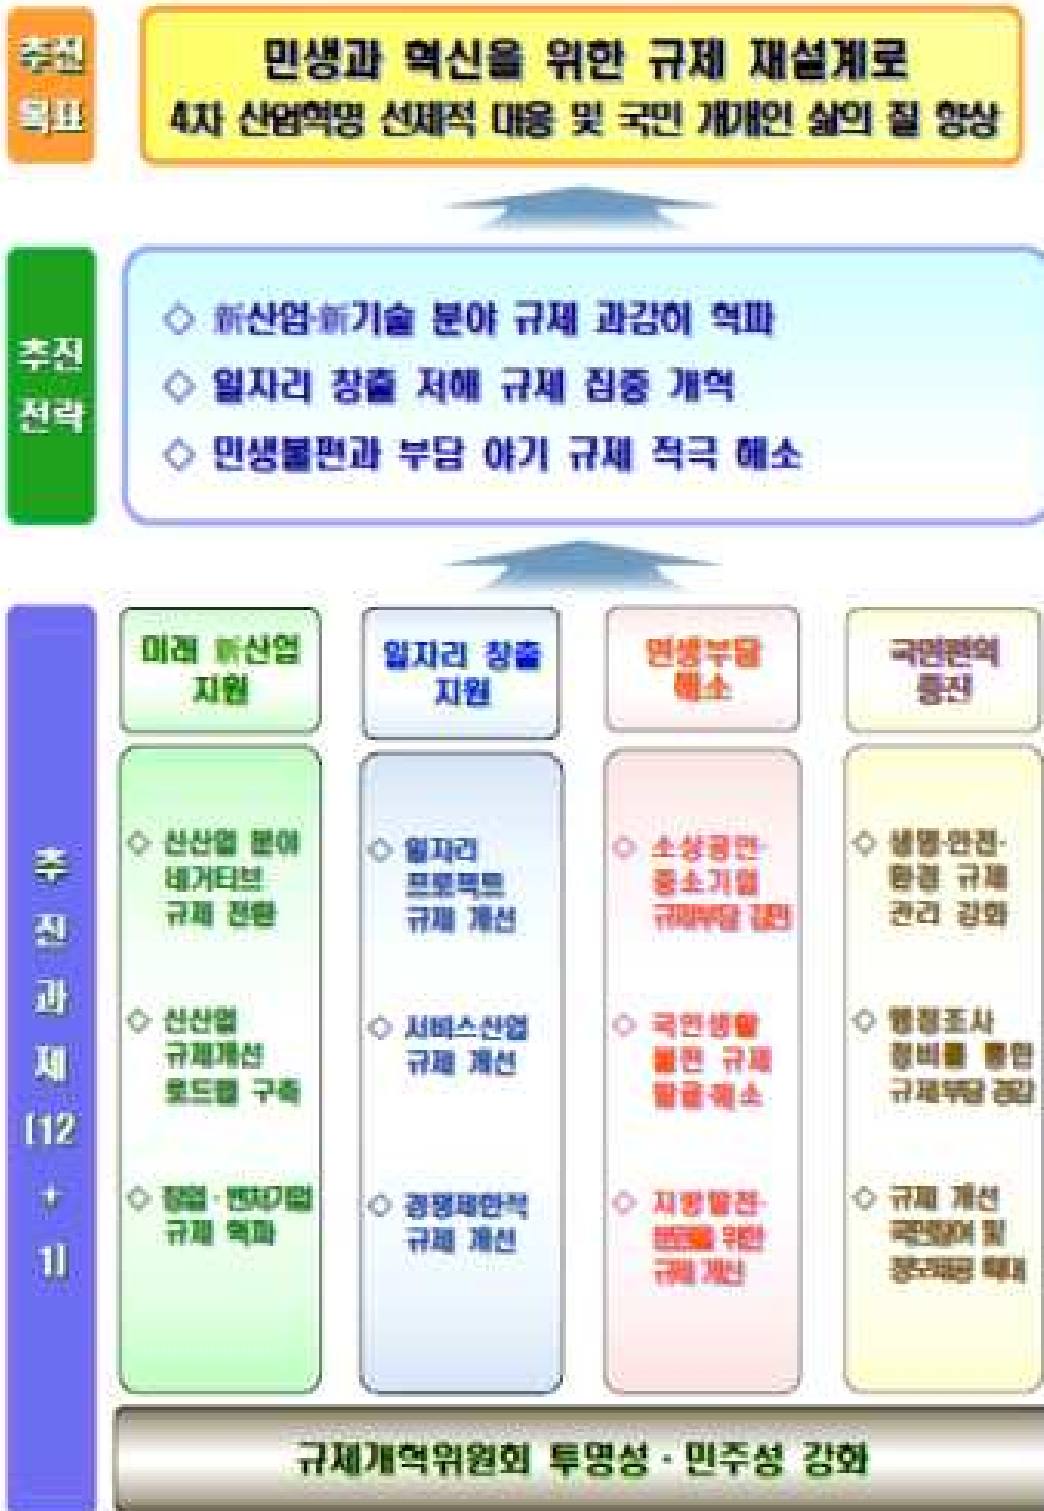 추진
목표
민생과 혁신을 위한 규제 재설계로
4차 산업혁명 선제적 대응 및 국민 개개인 삶의 질 향상
추진
전략
◇ 新산업·新기술 분야 규제 과감히 혁파
◇ 일자리 창출 저해 규제 집중 개혁
◇ 민생불편과 부담 야기 규제 적극 해소
추
진
과
제
(12
+
1)
미래 新산업
지원
◇ 신산업 분야
네거티브
규제 전환
◇ 신산업
규제개선
로드맵 구축
◇ 창업·벤처기업
규제 혁파
일자리 창출
지원
◇ 일자리
프로젝트
규제 개선
◇ 서비스산업
규제 개선
◇ 경쟁제한적
규제 개선
민생부담
해소
◇ 소상공인·
중소기업
규제부담 경감
◇ 국민생활
불편 규제
발굴·해소
◇ 지방발전·
분권을 위한
규제 개선
국민편의
증진
◇ 생명·안전·
환경 규제
관리 강화
◇ 행정조사
정비를 통한
규제부담 경감
◇ 규제 개선
국민참여 및
정보제공 확대
규제개혁위원회 투명성·민주성 강화